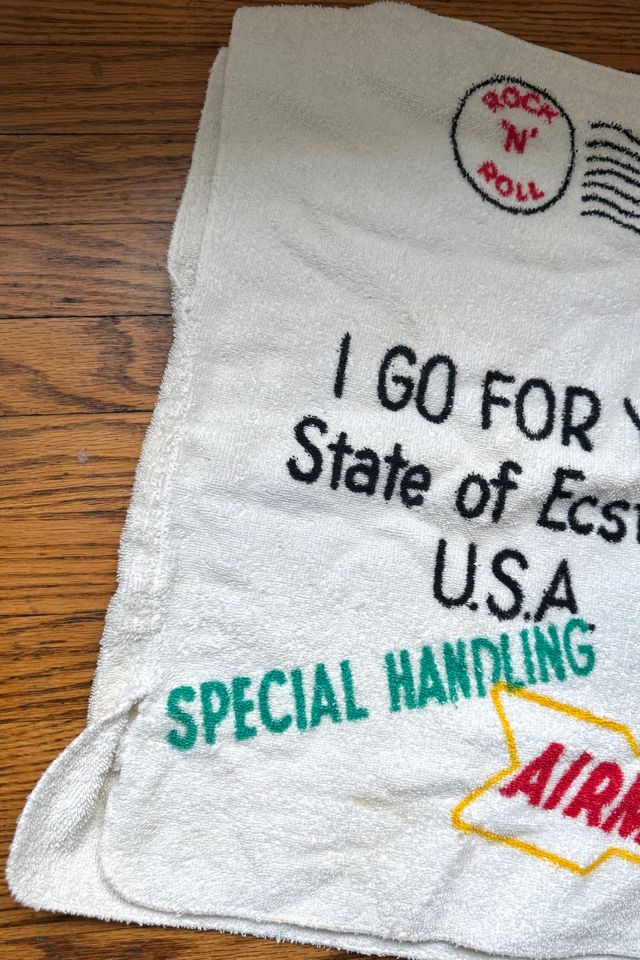 ROCK
'N'
ROLL
I GO FOR
State of
U.S.A.
SPECIAL HANDLING